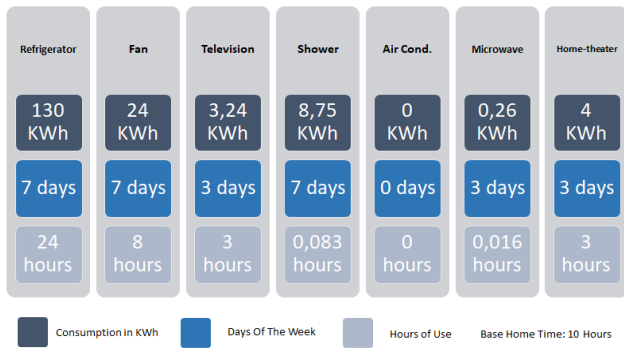 Refrigerator
Fan
Television
Shower
Air Cond.
Microwave
Home-theater
130
KWh
24
KWh
3,24
KWh
8,75
KWh
0
KWh
0,26
KWh
4
KWh
7 days
7 days
3 days
7 days
0 days
3 days
3 days
24
hours
8
hours
3
hours
0,083
hours
0
hours
0,016
hours
3
hours
Consumption in KWh
Days Of The Week
Hours of Use
Base Home Time: 10 Hours